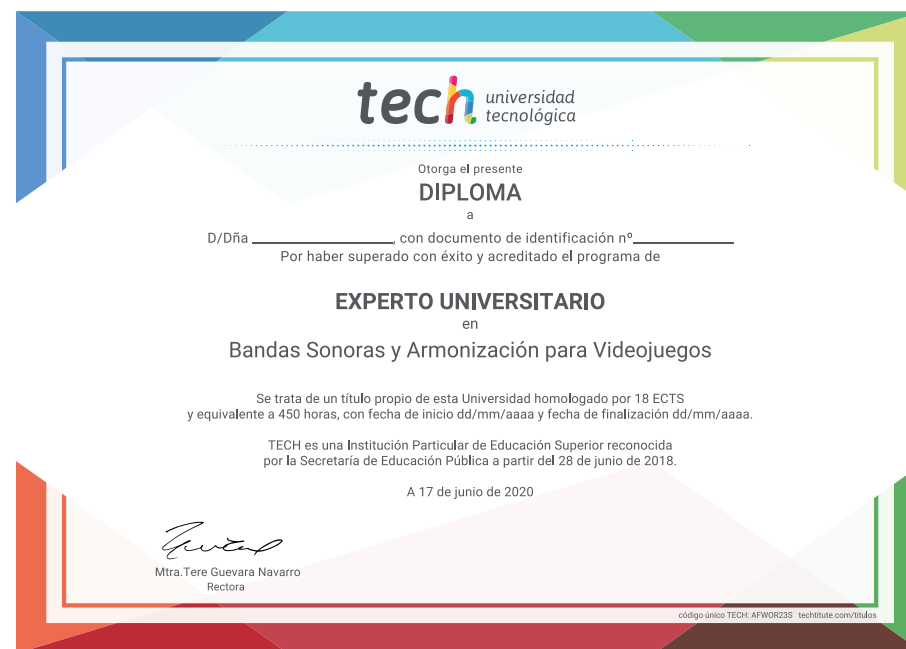 tech universidad
tecnológica
Otorga el presente
DIPLOMA
a
D/Dña ____________________, con documento de identificación nº______________
Por haber superado con éxito y acreditado el programa de
EXPERTO UNIVERSITARIO
en
Bandas Sonoras y Armonización para Videojuegos
Se trata de un título propio de esta Universidad homologado por 18 ECTS
y equivalente a 450 horas, con fecha de inicio dd/mm/aaaa y fecha de finalización dd/mm/aaaa.
TECH es una Institución Particular de Educación Superior reconocida
por la Secretaría de Educación Pública a partir del 28 de junio de 2018.
A 17 de junio de 2020
Mtra.Tere Guevara Navarro
Rectora
código único TECH: AFWOR23S techtitute.com/titulos